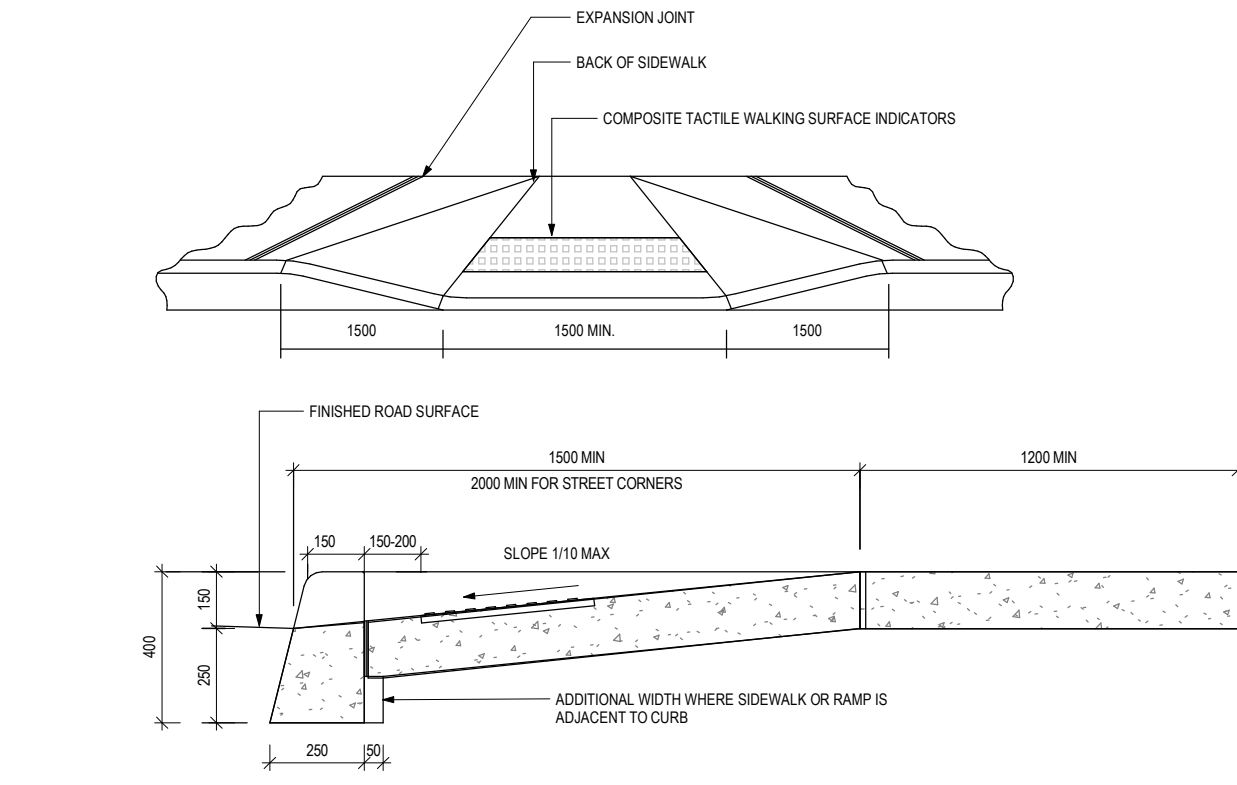 EXPANSION JOINT
BACK OF SIDEWALK
COMPOSITE TACTILE WALKING SURFACE INDICATORS
1500
1500 MIN.
1500
FINISHED ROAD SURFACE
1500 MIN
1200 MIN
2000 MIN FOR STREET CORNERS
150
150-200
SLOPE 1/10 MAX
150
400
250
ADDITIONAL WIDTH WHERE SIDEWALK OR RAMP IS
ADJACENT TO CURB
250
50